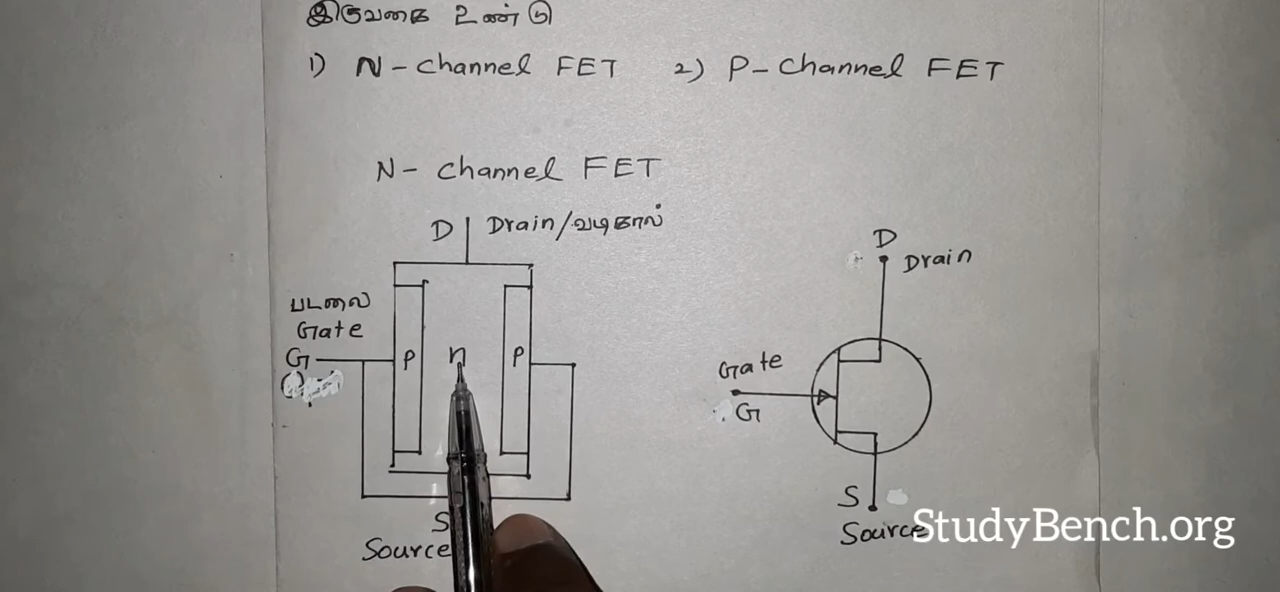 இருவகை உண்டு
1) N-Channel FET 2) P-Channel FET
N-Channel FET
D Drain/வடிகால்
படலை
Gate
G P n P
S
Source
D
Drain
Gate
G
S
Source
StudyBench.org